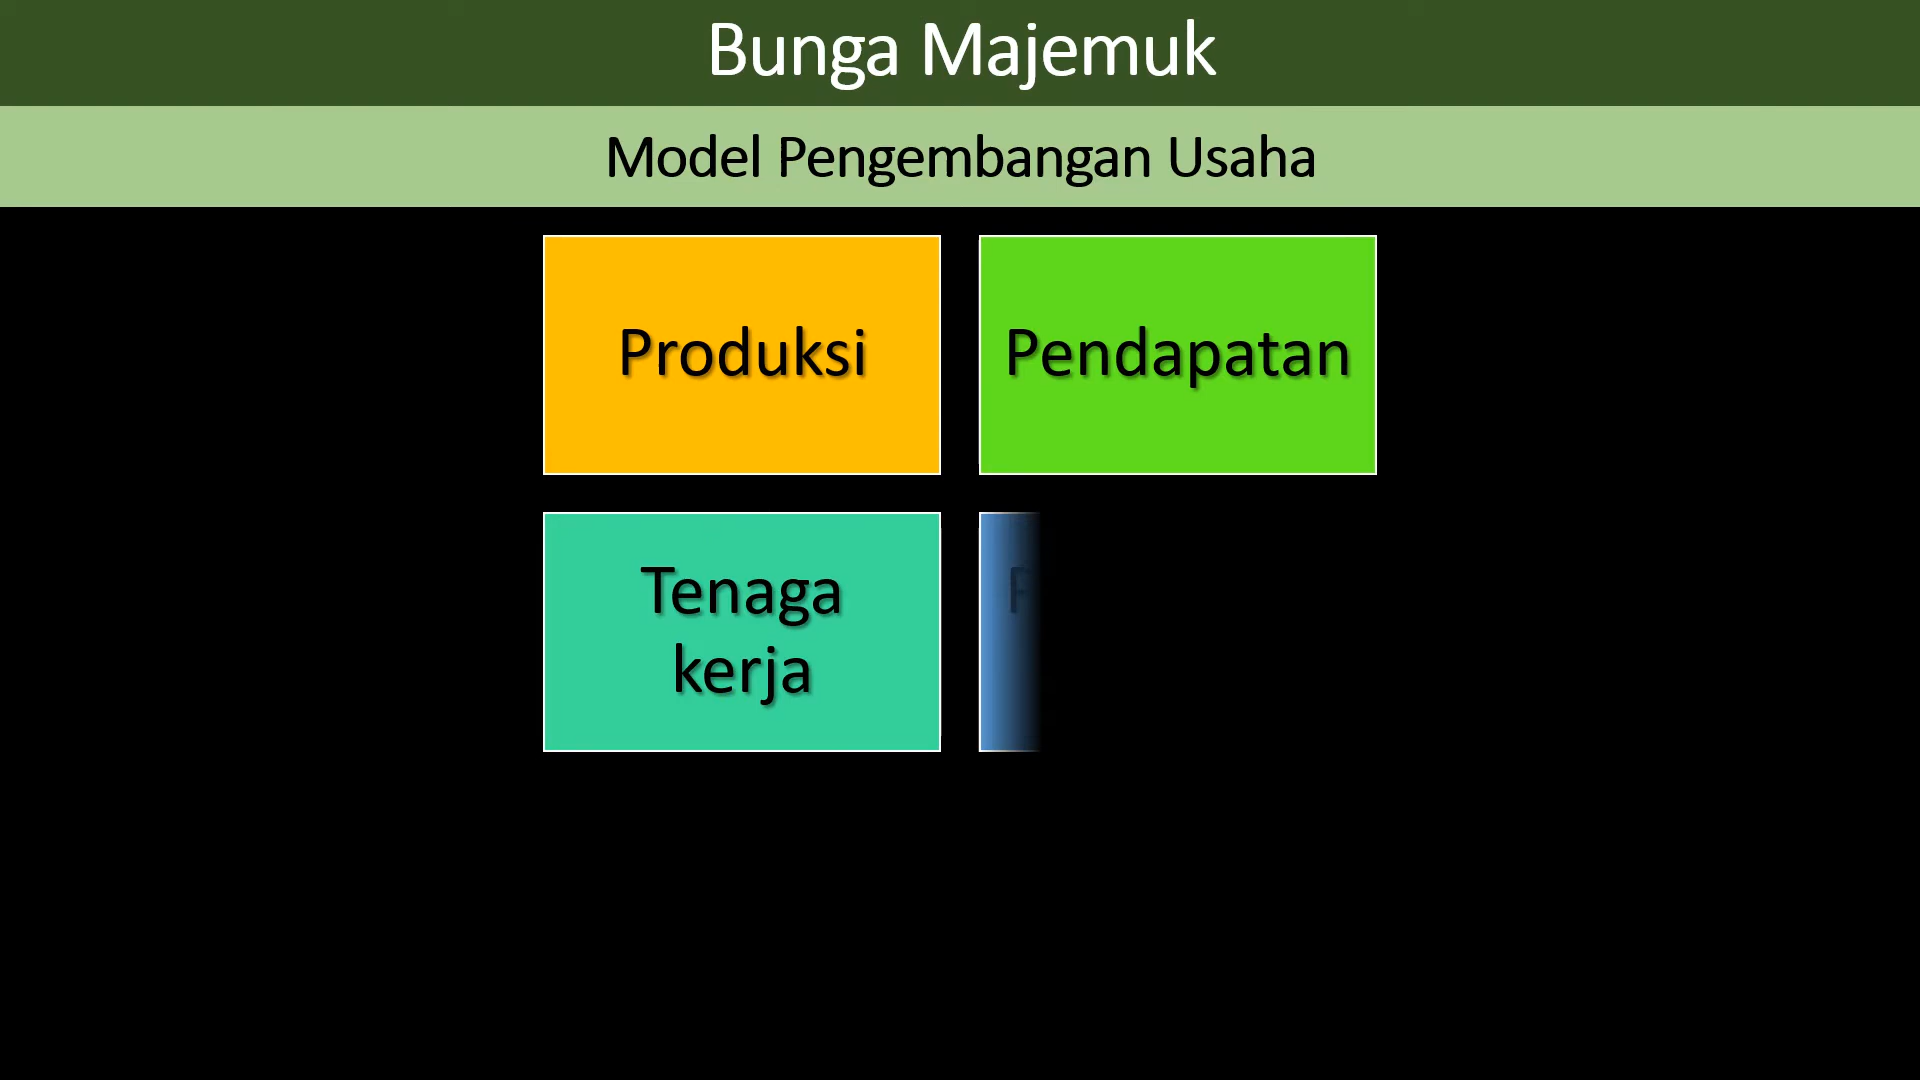 Bunga Majemuk
Model Pengembangan Usaha
Produksi
Pendapatan
Tenaga
kerja